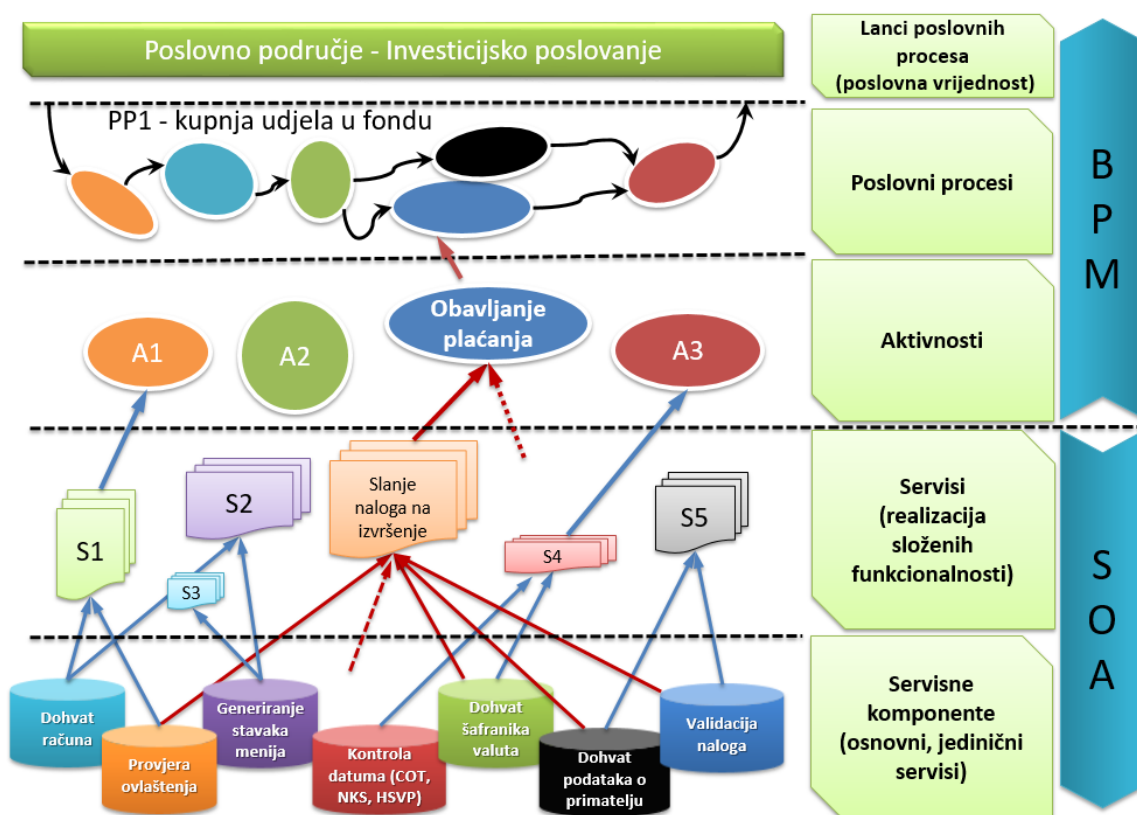 Poslovno područje - Investicijsko poslovanje
Lanci poslovnih
procesa
(poslovna vrijednost)
PP1 - kupnja udjela u fondu
Poslovni procesi
B
P
M
A1
A2
Obavljanje
plaćanja
A3
Aktivnosti
S1
S2
S3
Slanje
naloga na
izvršenje
S4
S5
Servisi
(realizacija
složenih
funkcionalnosti)
S
O
A
Dohvat
računa
Provjera
ovlaštenja
Generiranje
stavaka
menija
Kontrola
datuma (COT,
NKS, HSVP)
Dohvat
šafranika
valuta
Dohvat
podataka o
primatelju
Validacija
naloga
Servisne
komponente
(osnovni, jedinični
servisi)